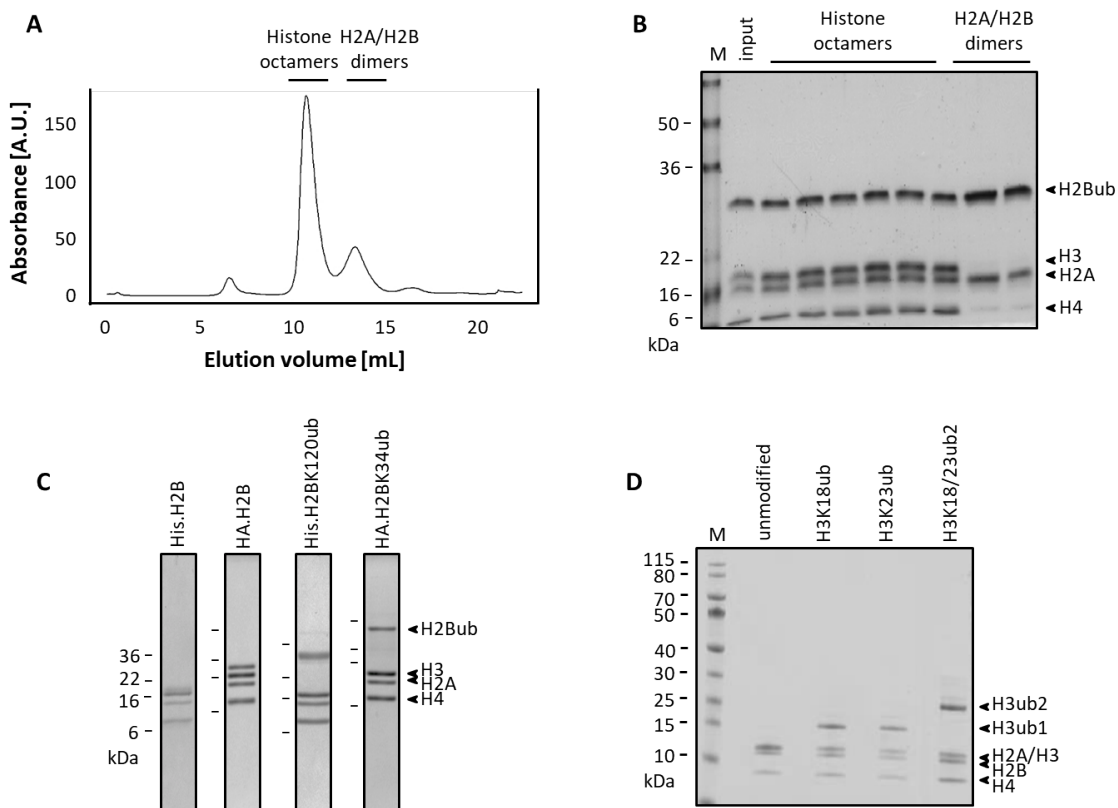 A
Histone
octamers
H2A/H2B
dimers
Absorbance [A.U.]
150
100
50
0
0
5
10
15
20
Elution volume [mL]
B
M
input
Histone
octamers
H2A/H2B
dimers
50
36
22
16
6
kDa
H2Bub
H3
H2A
H4
C
His.H2B
HA.H2B
His.H2BK120ub
HA.H2BK34ub
36
22
16
6
kDa
H2Bub
H3
H2A
H4
D
M
unmodified
H3K18ub
H3K23ub
H3K18/23ub2
115
80
70
50
40
30
25
15
10
kDa
H3ub2
H3ub1
H2A/H3
H2B
H4